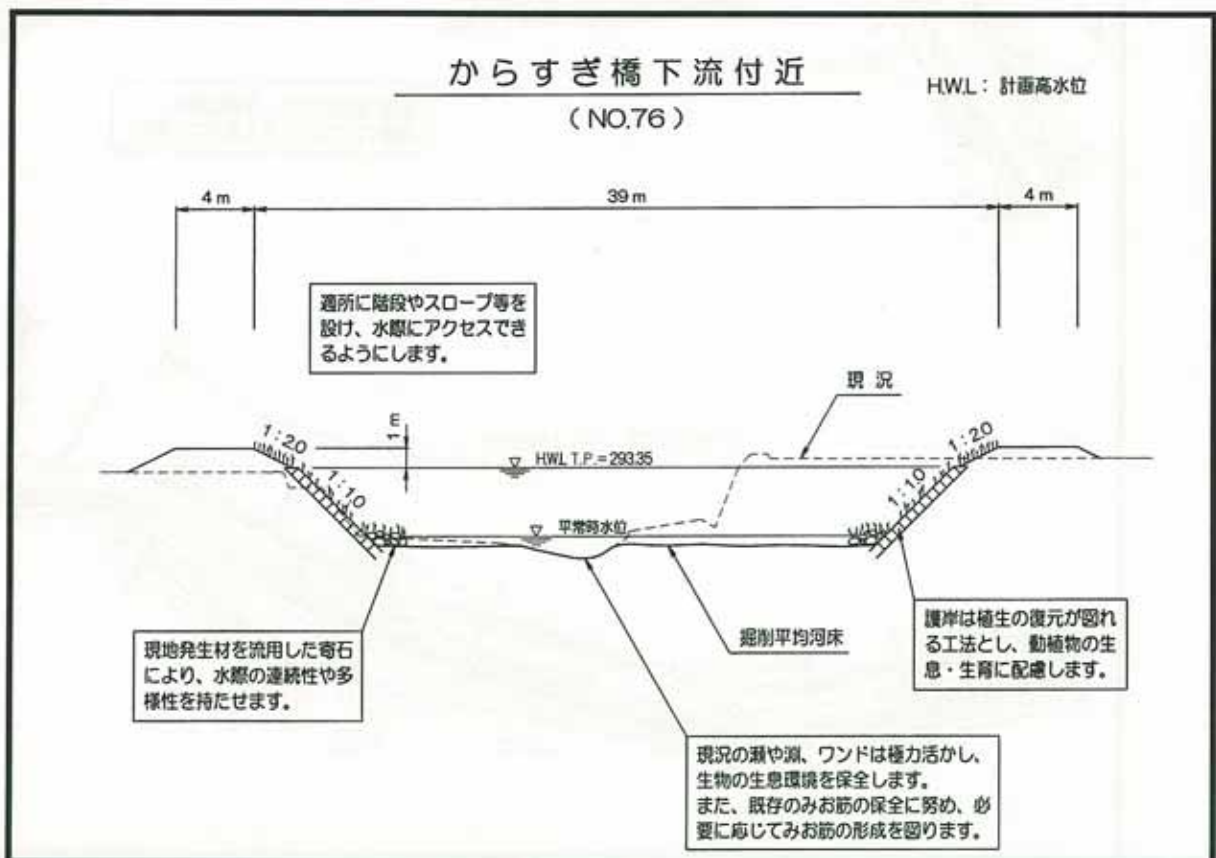 からすぎ橋下流付近
(NO.76)
H.W.L : 計画高水位
4 m
39 m
4 m
適所に階段やスロープ等を
設け、水際にアクセスでき
るようにします。
現 況
1:2.0
1 m
H.W.L T.P.=293.35
1:2.0
1:1.0
1:1.0
平常時水位
掘削平均河床
現地発生材を流用した寄石
により、水際の連続性や多
様性を持たせます。
護岸は植生の復元が図れ
る工法とし、動植物の生
息・生育に配慮します。
現況の瀬や淵、ワンドは極力活かし、
生物の生息環境を保全します。
また、既存のみお筋の保全に努め、必
要に応じてみお筋の形成を図ります。